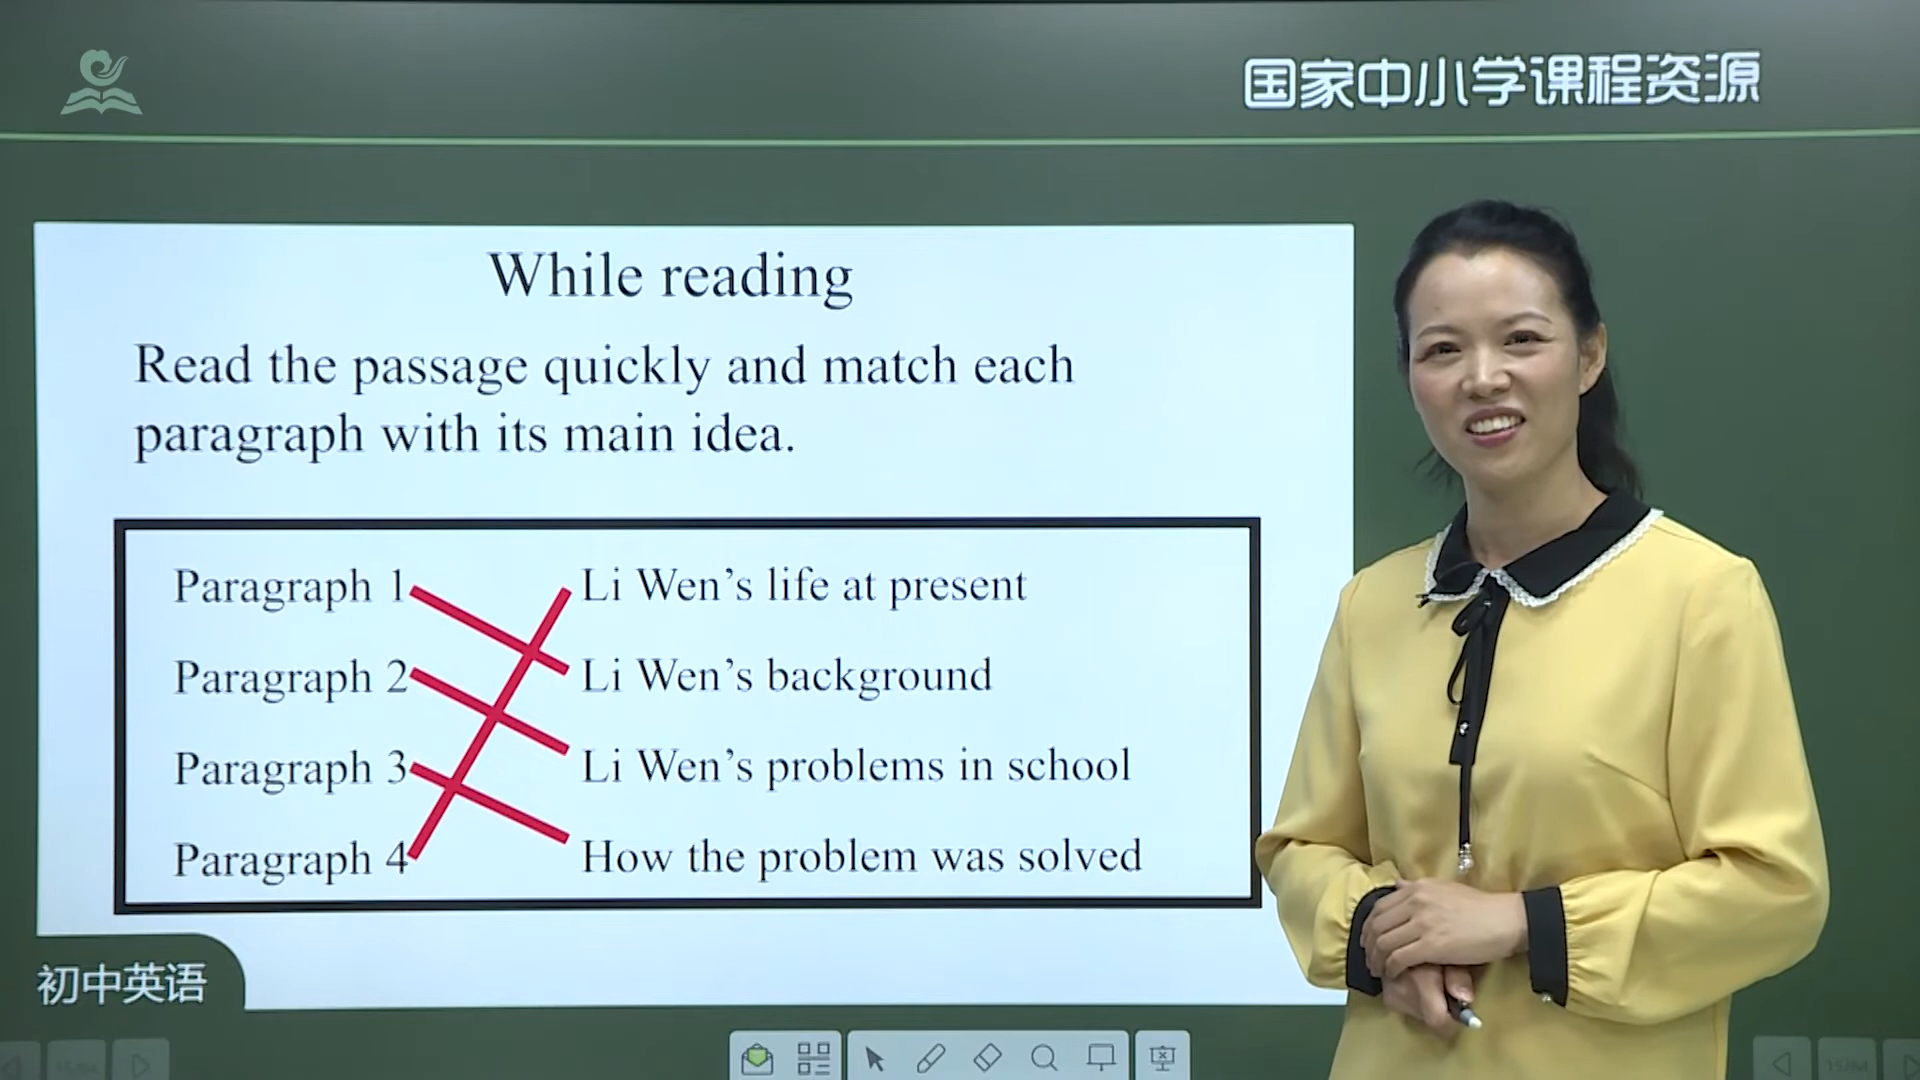 国家中小学课程资源
While reading
Read the passage quickly and match each
paragraph with its main idea.
Paragraph 1
Li Wen's life at present
Paragraph 2
Li Wen's background
Paragraph 3
Li Wen's problems in school
Paragraph 4
How the problem was solved
初中英语